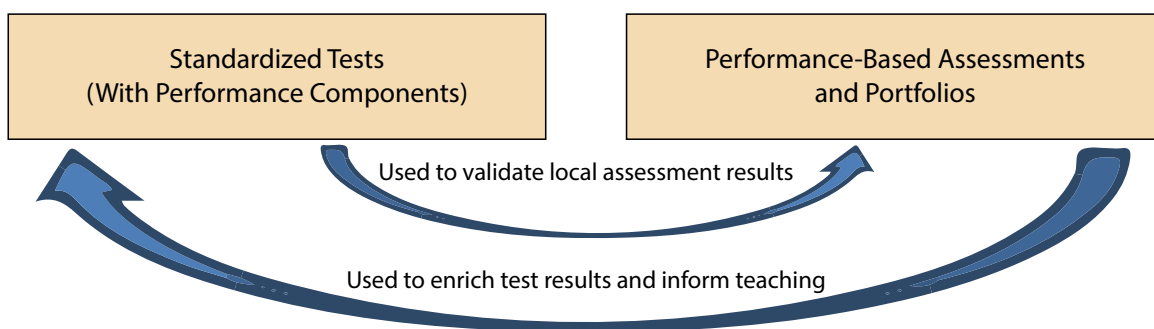 Standardized Tests
(With Performance Components)
Performance-Based Assessments
and Portfolios
Used to validate local assessment results
Used to enrich test results and inform teaching